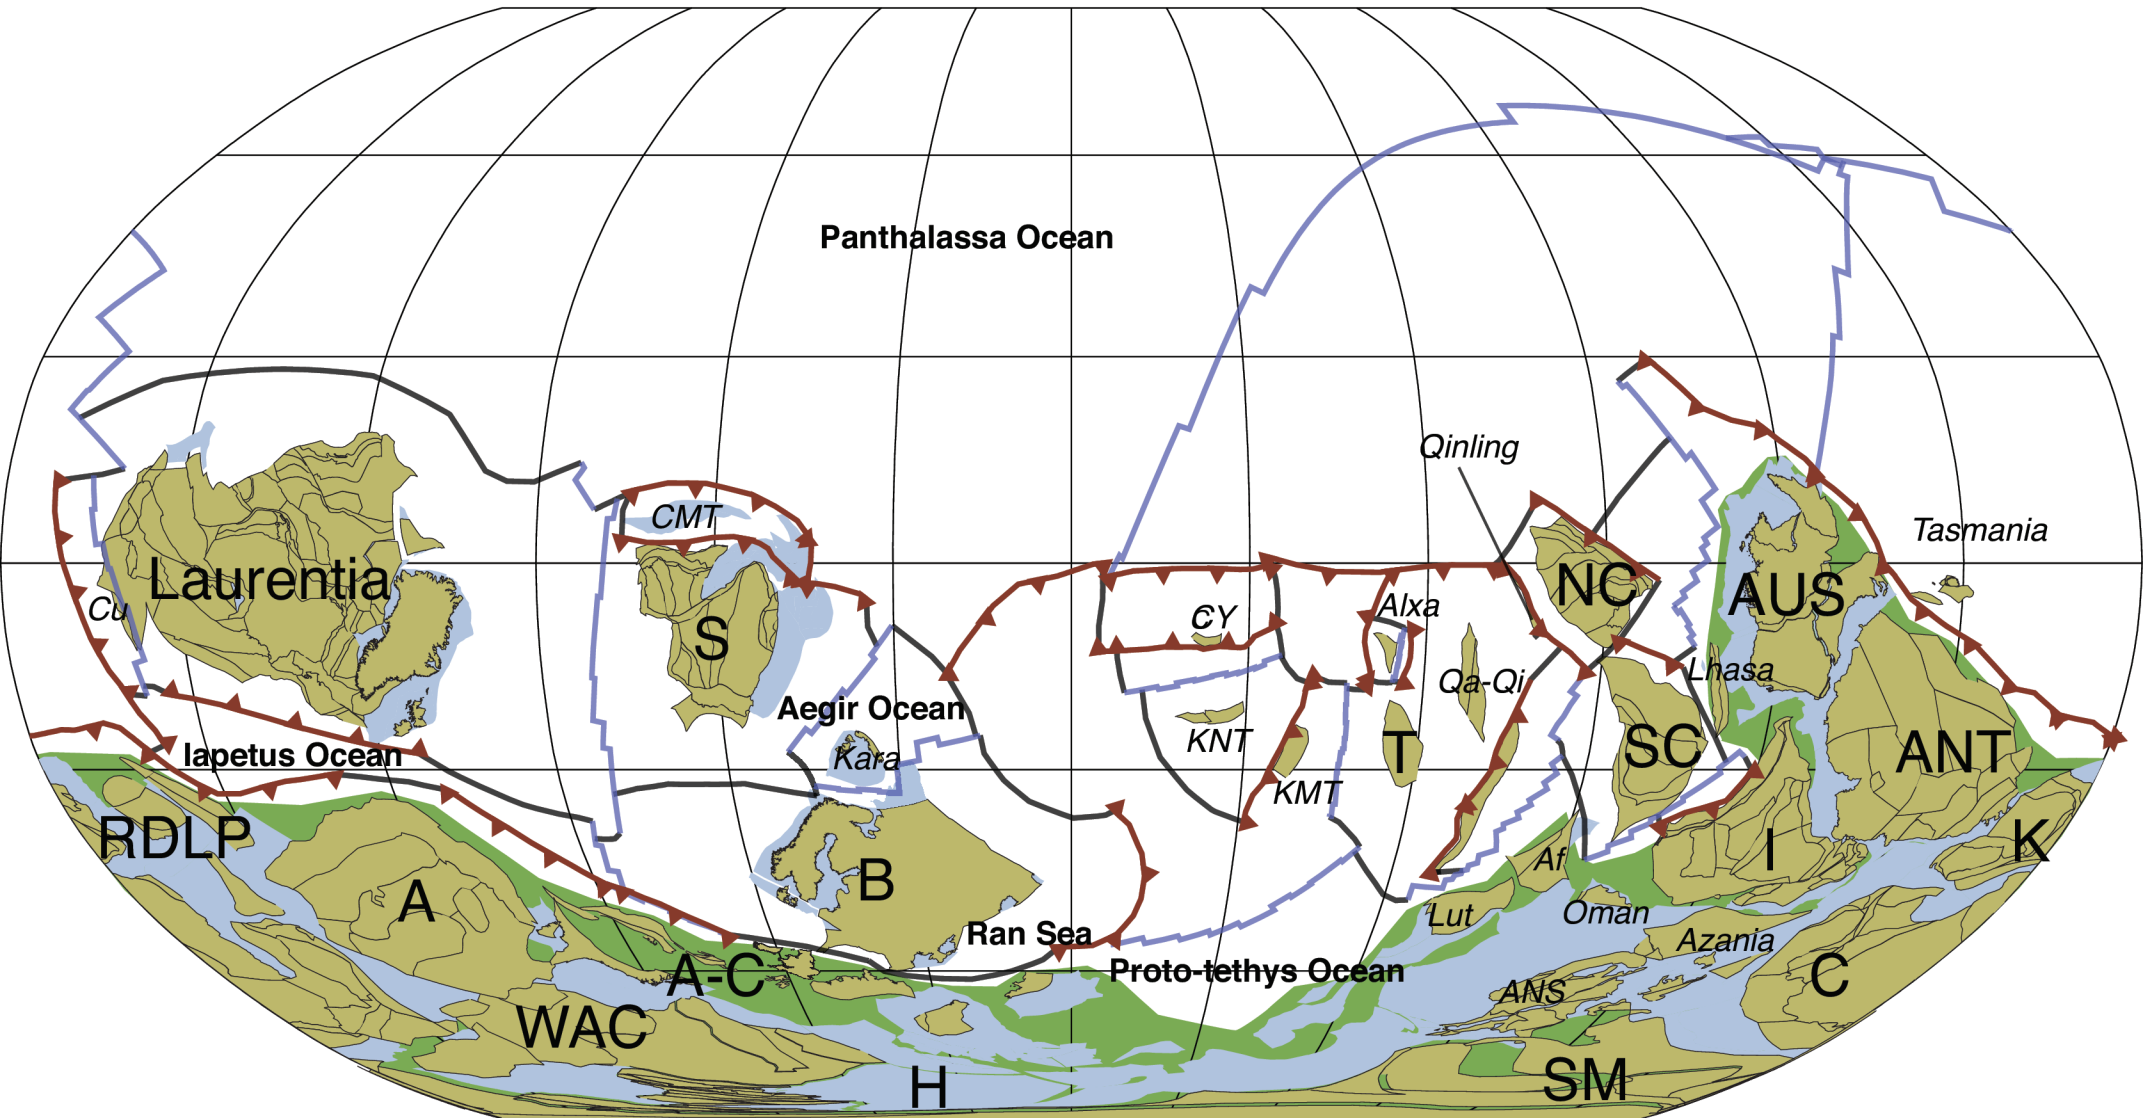 Panthalassa Ocean
Qinling
CMT
Tasmania
Laurentia
NC
AUS
Cu
CY
Alxa
S
Lhasa
Qa-Qi
Aegir Ocean
KNT
T
SC
ANT
Iapetus Ocean
Kara
KMT
RDLP
K
I
Af
B
A
Lut
Oman
Ran Sea
Azania
A-C
Proto-tethys Ocean
C
ANS
WAC
H
SM